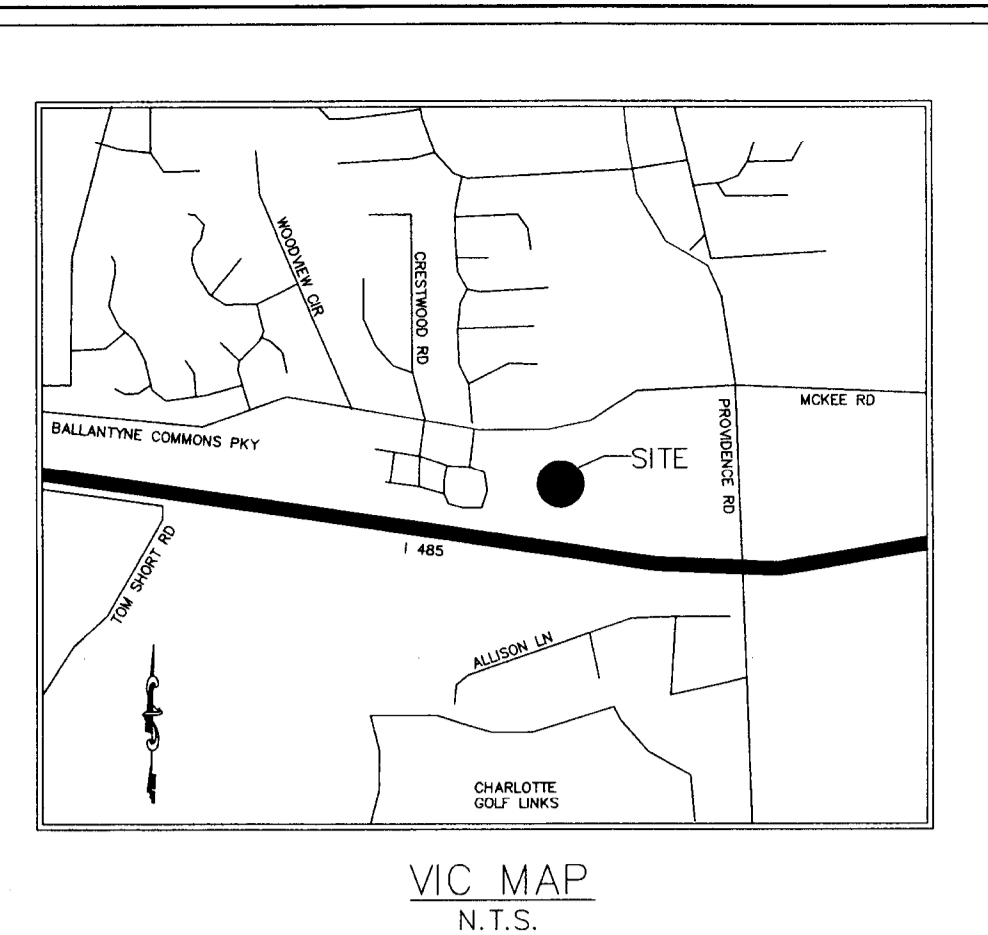 WOODVIEW CIR
CRESTWOOD RD
MCKEE RD
PROVIDENCE RD
BALLANTYNE COMMONS PKY
SITE
I 485
TOM SHORT RD
ALLISON LN
CHARLOTTE
GOLF LINKS
VIC MAP
N.T.S.